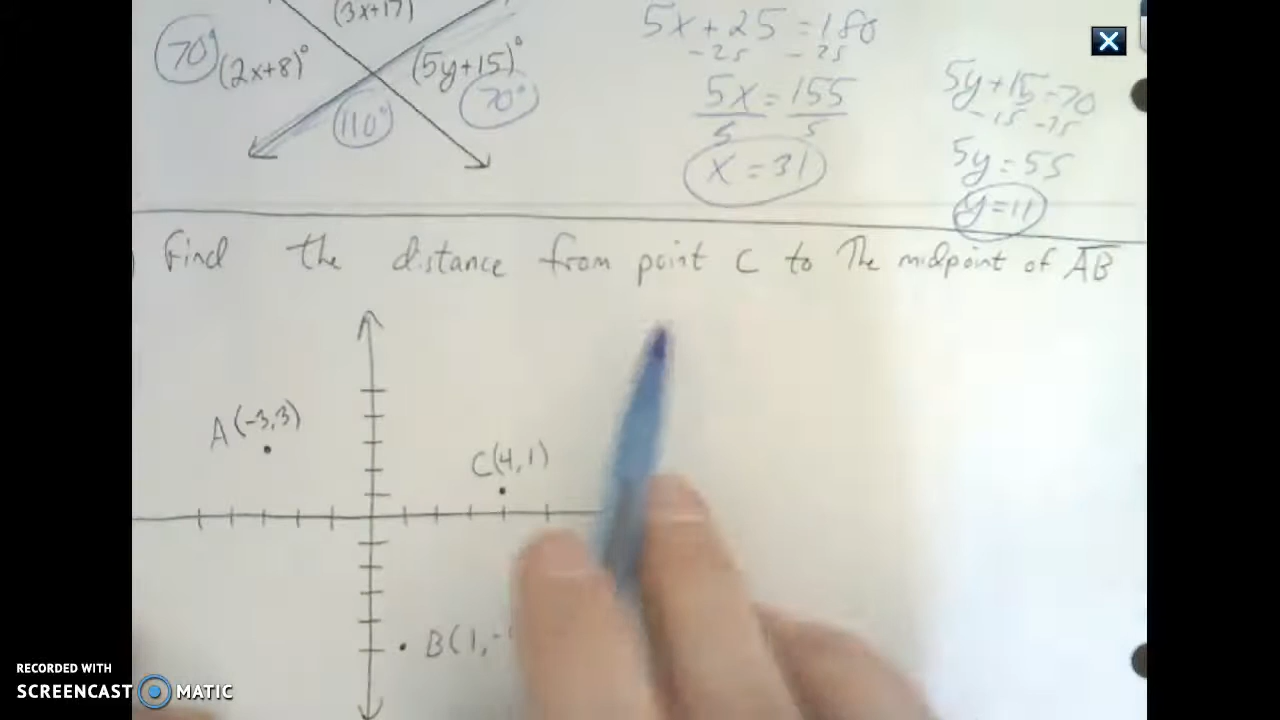 (3x+17)
70° (2x+8)° (5y+15)° 70°
110°
5x+25=180
-25 -25
5x=155
5 5
x=31
5y+15=70
-15 -15
5y=55
y=11
Find the distance from point C to The midpoint of AB
A(-3,3)
C(4,1)
B(1,-
RECORDED WITH
SCREENCAST MATIC